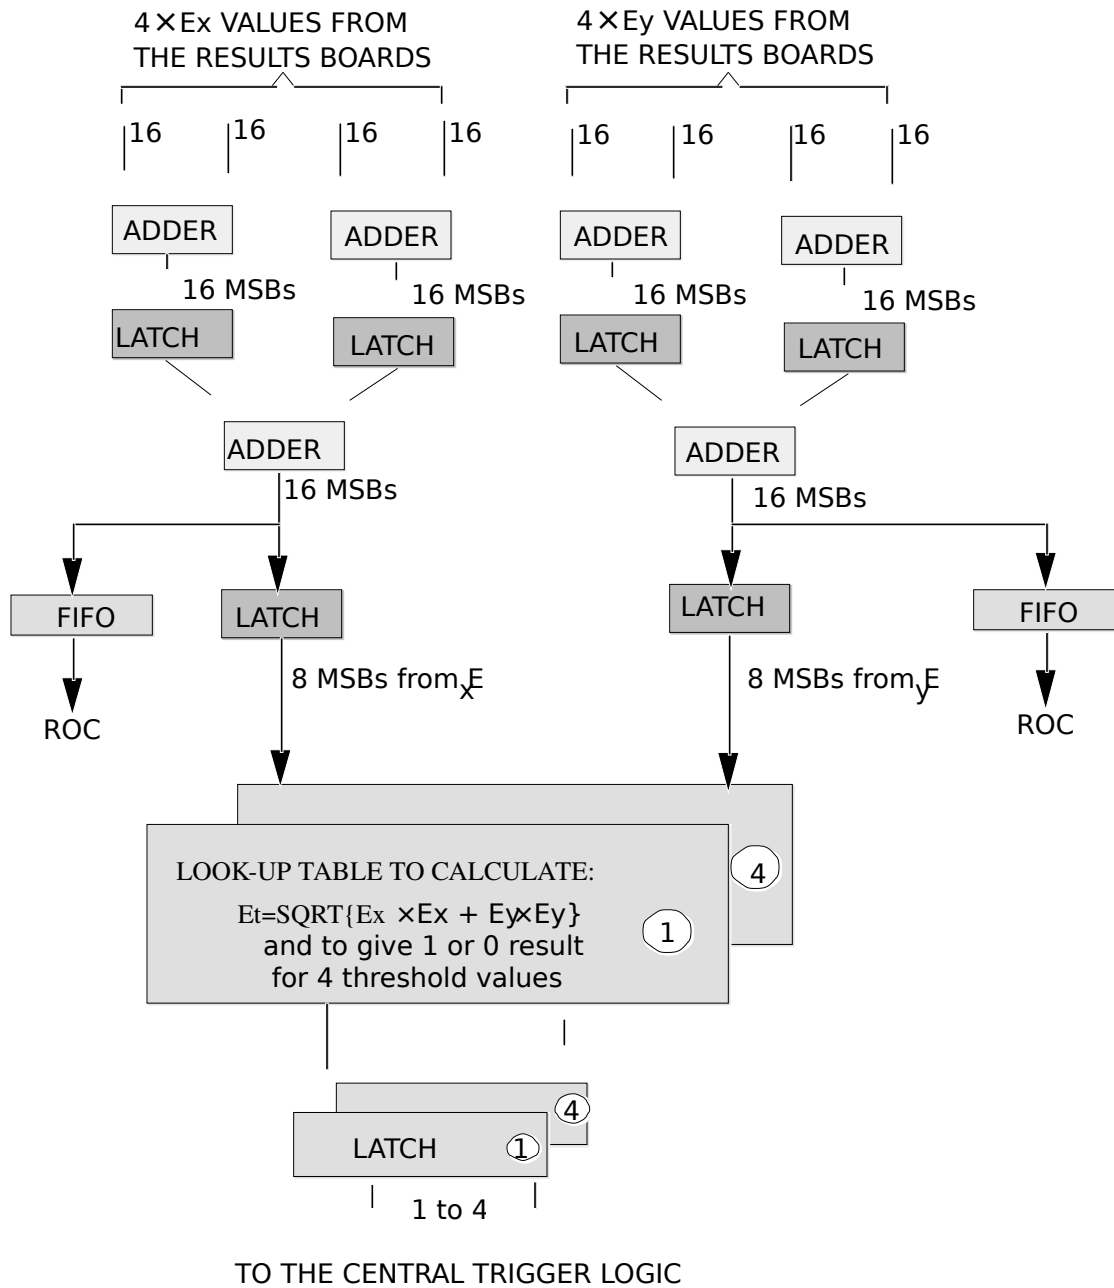 4×Ex VALUES FROM
THE RESULTS BOARDS
4×Ey VALUES FROM
THE RESULTS BOARDS
16 16 16 16 16 16 16 16
ADDER ADDER ADDER ADDER
16 MSBs 16 MSBs 16 MSBs 16 MSBs
LATCH LATCH LATCH LATCH
ADDER ADDER
16 MSBs 16 MSBs
FIFO LATCH LATCH FIFO
8 MSBs from xE 8 MSBs from yE
ROC ROC
LOOK-UP TABLE TO CALCULATE:
4
Et=SQRT{Ex ×Ex + Ey×Ey}
1
and to give 1 or 0 result
for 4 threshold values
4
LATCH 1
1 to 4
TO THE CENTRAL TRIGGER LOGIC